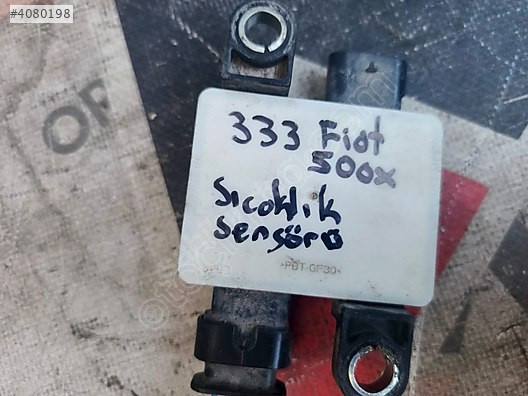 #4080198
333 Fiat
500x
Sıcaklık
Sensörü
>PBT-GF30<